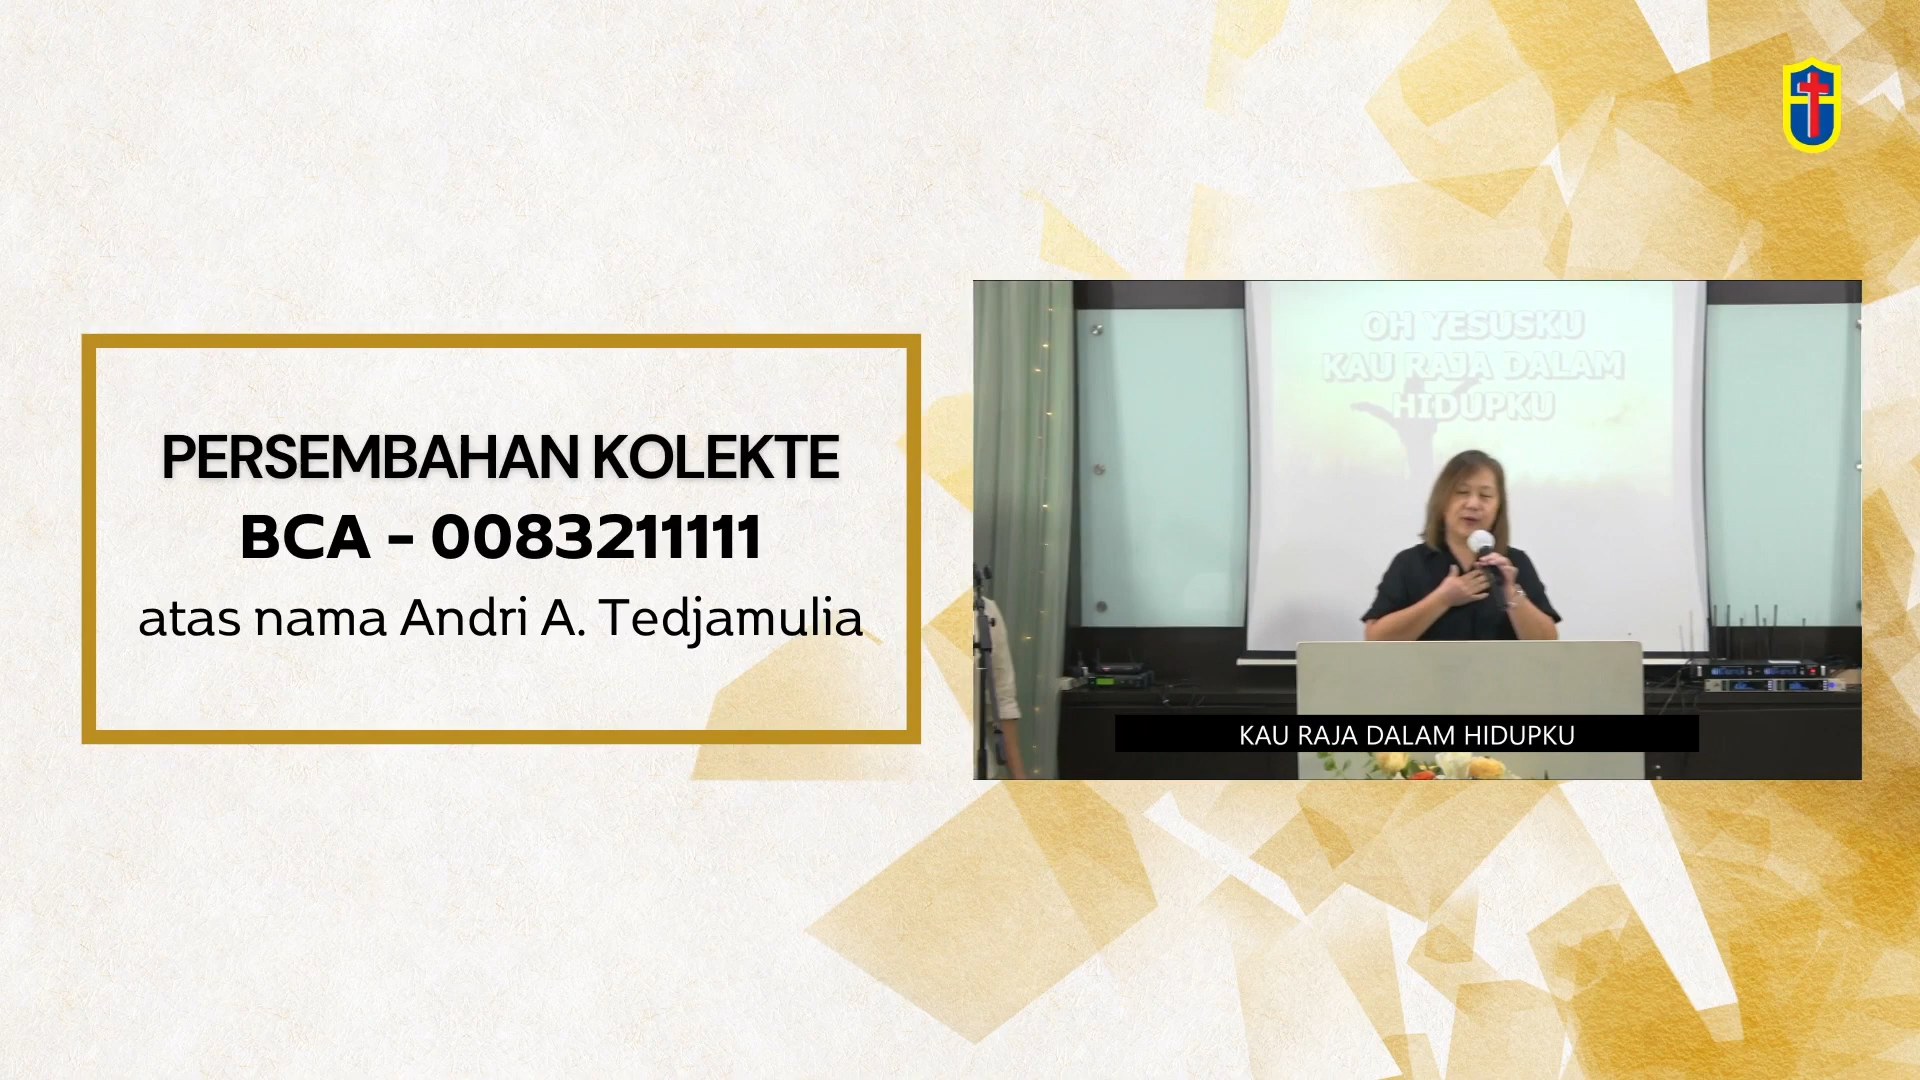 PERSEMBAHAN KOLEKTE
BCA - 0083211111
atas nama Andri A. Tedjamulia
OH YESUSKU
KAU RAJA DALAM
HIDUPKU
KAU RAJA DALAM HIDUPKU